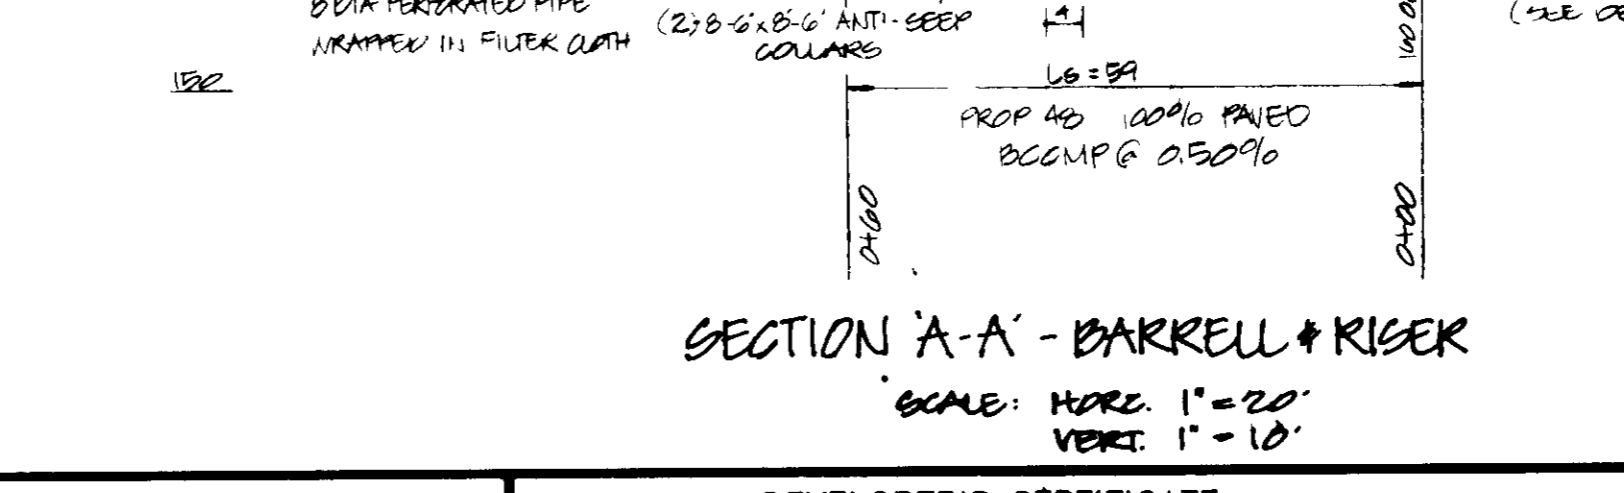 WRAPPED IN FILTER CLOTH
(2) 8'-6"x8'-6" ANTI-SEEP
COLLARS
4'
150
LS = 59
PROP 48 100% PAVED
BCCMP @ 0.50%
0+60
0+00
SECTION 'A-A' - BARRELL & RISER
SCALE: HORZ. 1" = 20'
VERT. 1" = 10'